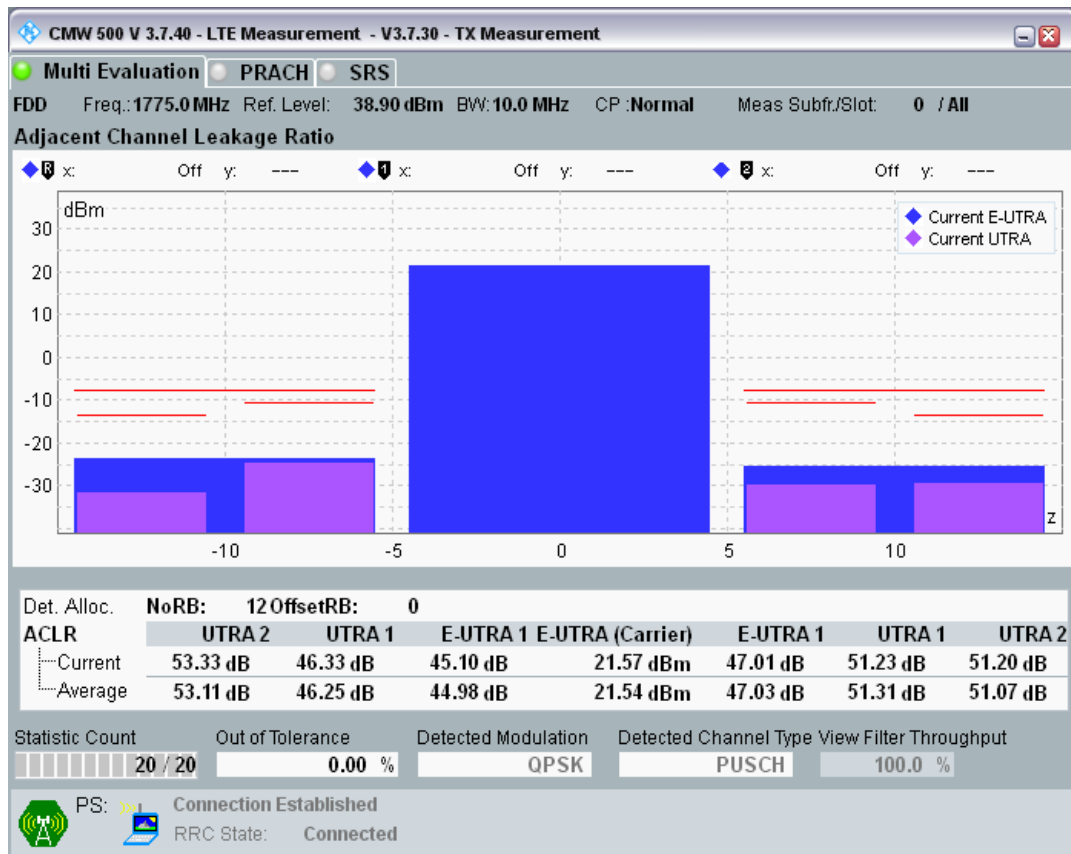 CMW 500 V 3.7.40 - LTE Measurement - V3.7.30 - TX Measurement
Multi Evaluation PRACH SRS
FDD Freq.:1775.0 MHz Ref. Level: 38.90 dBm BW:10.0 MHz CP :Normal Meas Subfr./Slot: 0 / All
Adjacent Channel Leakage Ratio
R x: Off y: --- 1 x: Off y: --- 2 x: Off y: ---
dBm
Current E-UTRA
Current UTRA
30
20
10
0
-10
-20
-30
z
-10 -5 0 5 10
Det. Alloc. NoRB: 12 OffsetRB: 0
ACLR UTRA 2 UTRA 1 E-UTRA 1 E-UTRA (Carrier) E-UTRA 1 UTRA 1 UTRA 2
Current 53.33 dB 46.33 dB 45.10 dB 21.57 dBm 47.01 dB 51.23 dB 51.20 dB
Average 53.11 dB 46.25 dB 44.98 dB 21.54 dBm 47.03 dB 51.31 dB 51.07 dB
Statistic Count Out of Tolerance Detected Modulation Detected Channel Type View Filter Throughput
20 / 20 0.00 % QPSK PUSCH 100.0 %
PS: Connection Established
RRC State: Connected